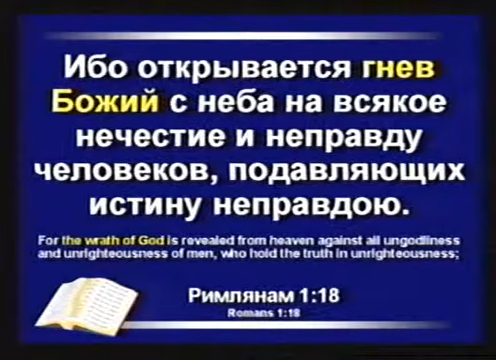 Ибо открывается гнев
Божий с неба на всякое
нечестие и неправду
человеков, подавляющих
истину неправдою.
For the wrath of God is revealed from heaven against all ungodliness
and unrighteousness of men, who hold the truth in unrighteousness;
Римлянам 1:18
Romans 1:18